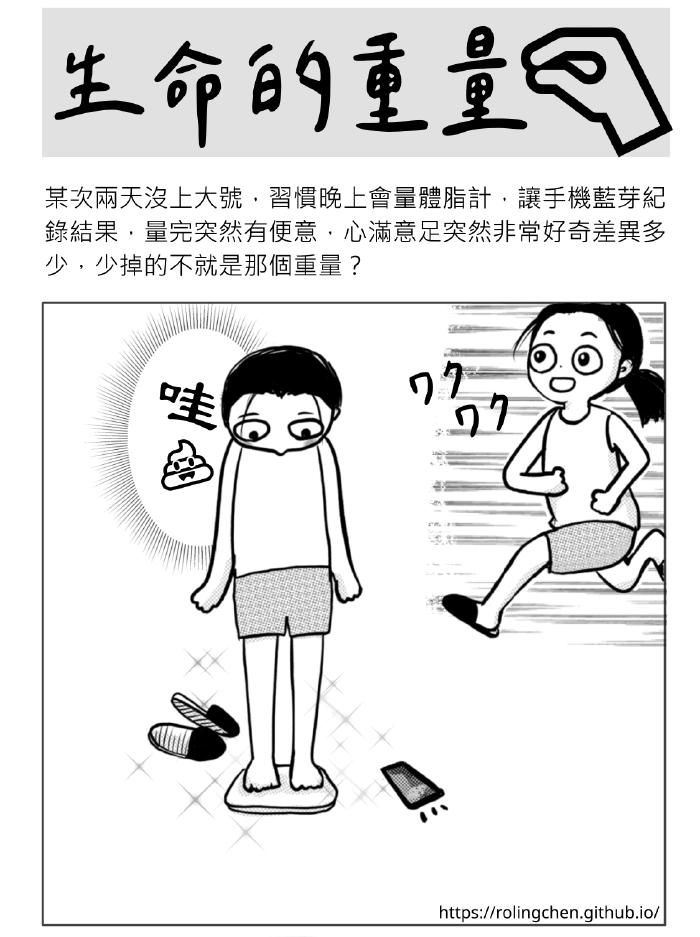 生命的重量
某次兩天沒上大號，習慣晚上會量體脂計，讓手機藍芽紀
錄結果，量完突然有便意，心滿意足突然非常好奇差異多
少，少掉的不就是那個重量？
哇
ワク
ワク
https://rolingchen.github.io/